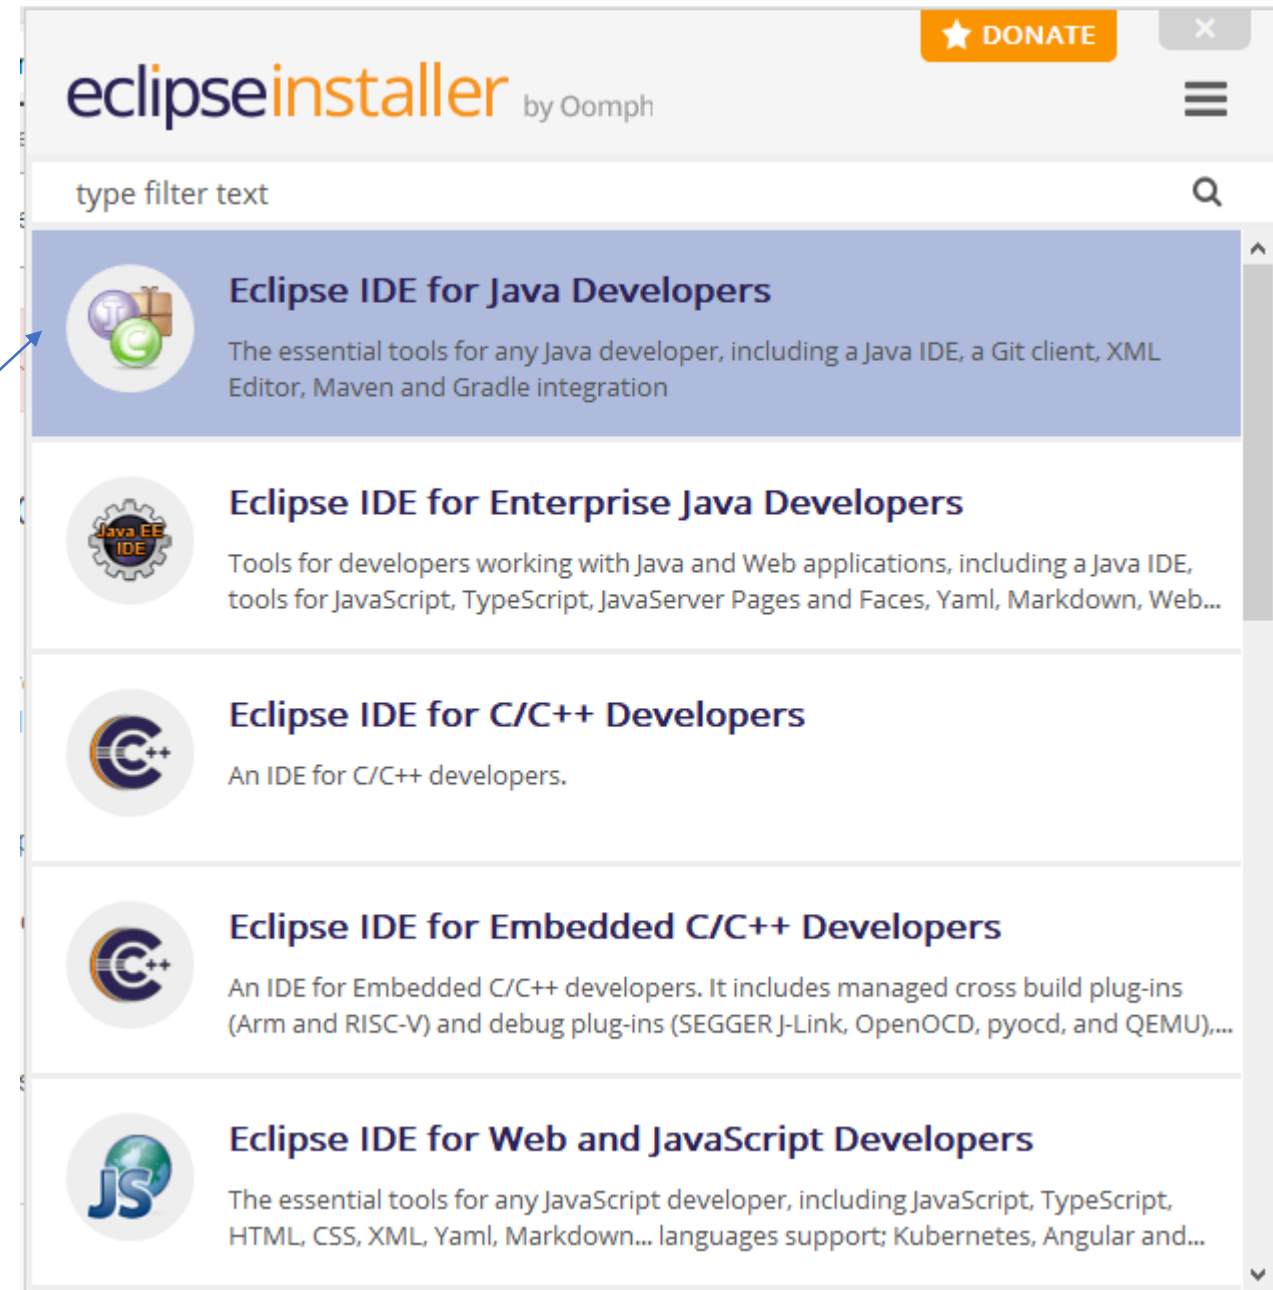 DONATE
eclipseinstaller by Oomph
type filter text
Eclipse IDE for Java Developers
The essential tools for any Java developer, including a Java IDE, a Git client, XML
Editor, Maven and Gradle integration
Java EE
IDE
Eclipse IDE for Enterprise Java Developers
Tools for developers working with Java and Web applications, including a Java IDE,
tools for JavaScript, TypeScript, JavaServer Pages and Faces, Yaml, Markdown, Web...
C++
Eclipse IDE for C/C++ Developers
An IDE for C/C++ developers.
C++
Eclipse IDE for Embedded C/C++ Developers
An IDE for Embedded C/C++ developers. It includes managed cross build plug-ins
(Arm and RISC-V) and debug plug-ins (SEGGER J-Link, OpenOCD, pyocd, and QEMU),...
JS
Eclipse IDE for Web and JavaScript Developers
The essential tools for any JavaScript developer, including JavaScript, TypeScript,
HTML, CSS, XML, Yaml, Markdown... languages support; Kubernetes, Angular and...